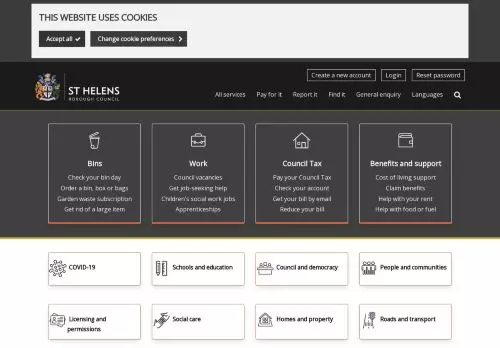 THIS WEBSITE USES COOKIES
Accept all
Change cookie preferences
Create a new account
Login
Reset password
ST HELENS
BOROUGH COUNCIL
All services
Pay for it
Report it
Find it
General enquiry
Languages
Bins
Check your bin day
Order a bin, box or bags
Garden waste subscription
Get rid of a large item
Work
Council vacancies
Get job-seeking help
Children's social work jobs
Apprenticeships
Council Tax
Pay your Council Tax
Check your account
Get your bill by email
Reduce your bill
Benefits and support
Cost of living support
Claim benefits
Help with your rent
Help with food or fuel
COVID-19
Schools and education
Council and democracy
People and communities
Licensing and
permissions
Social care
Homes and property
Roads and transport